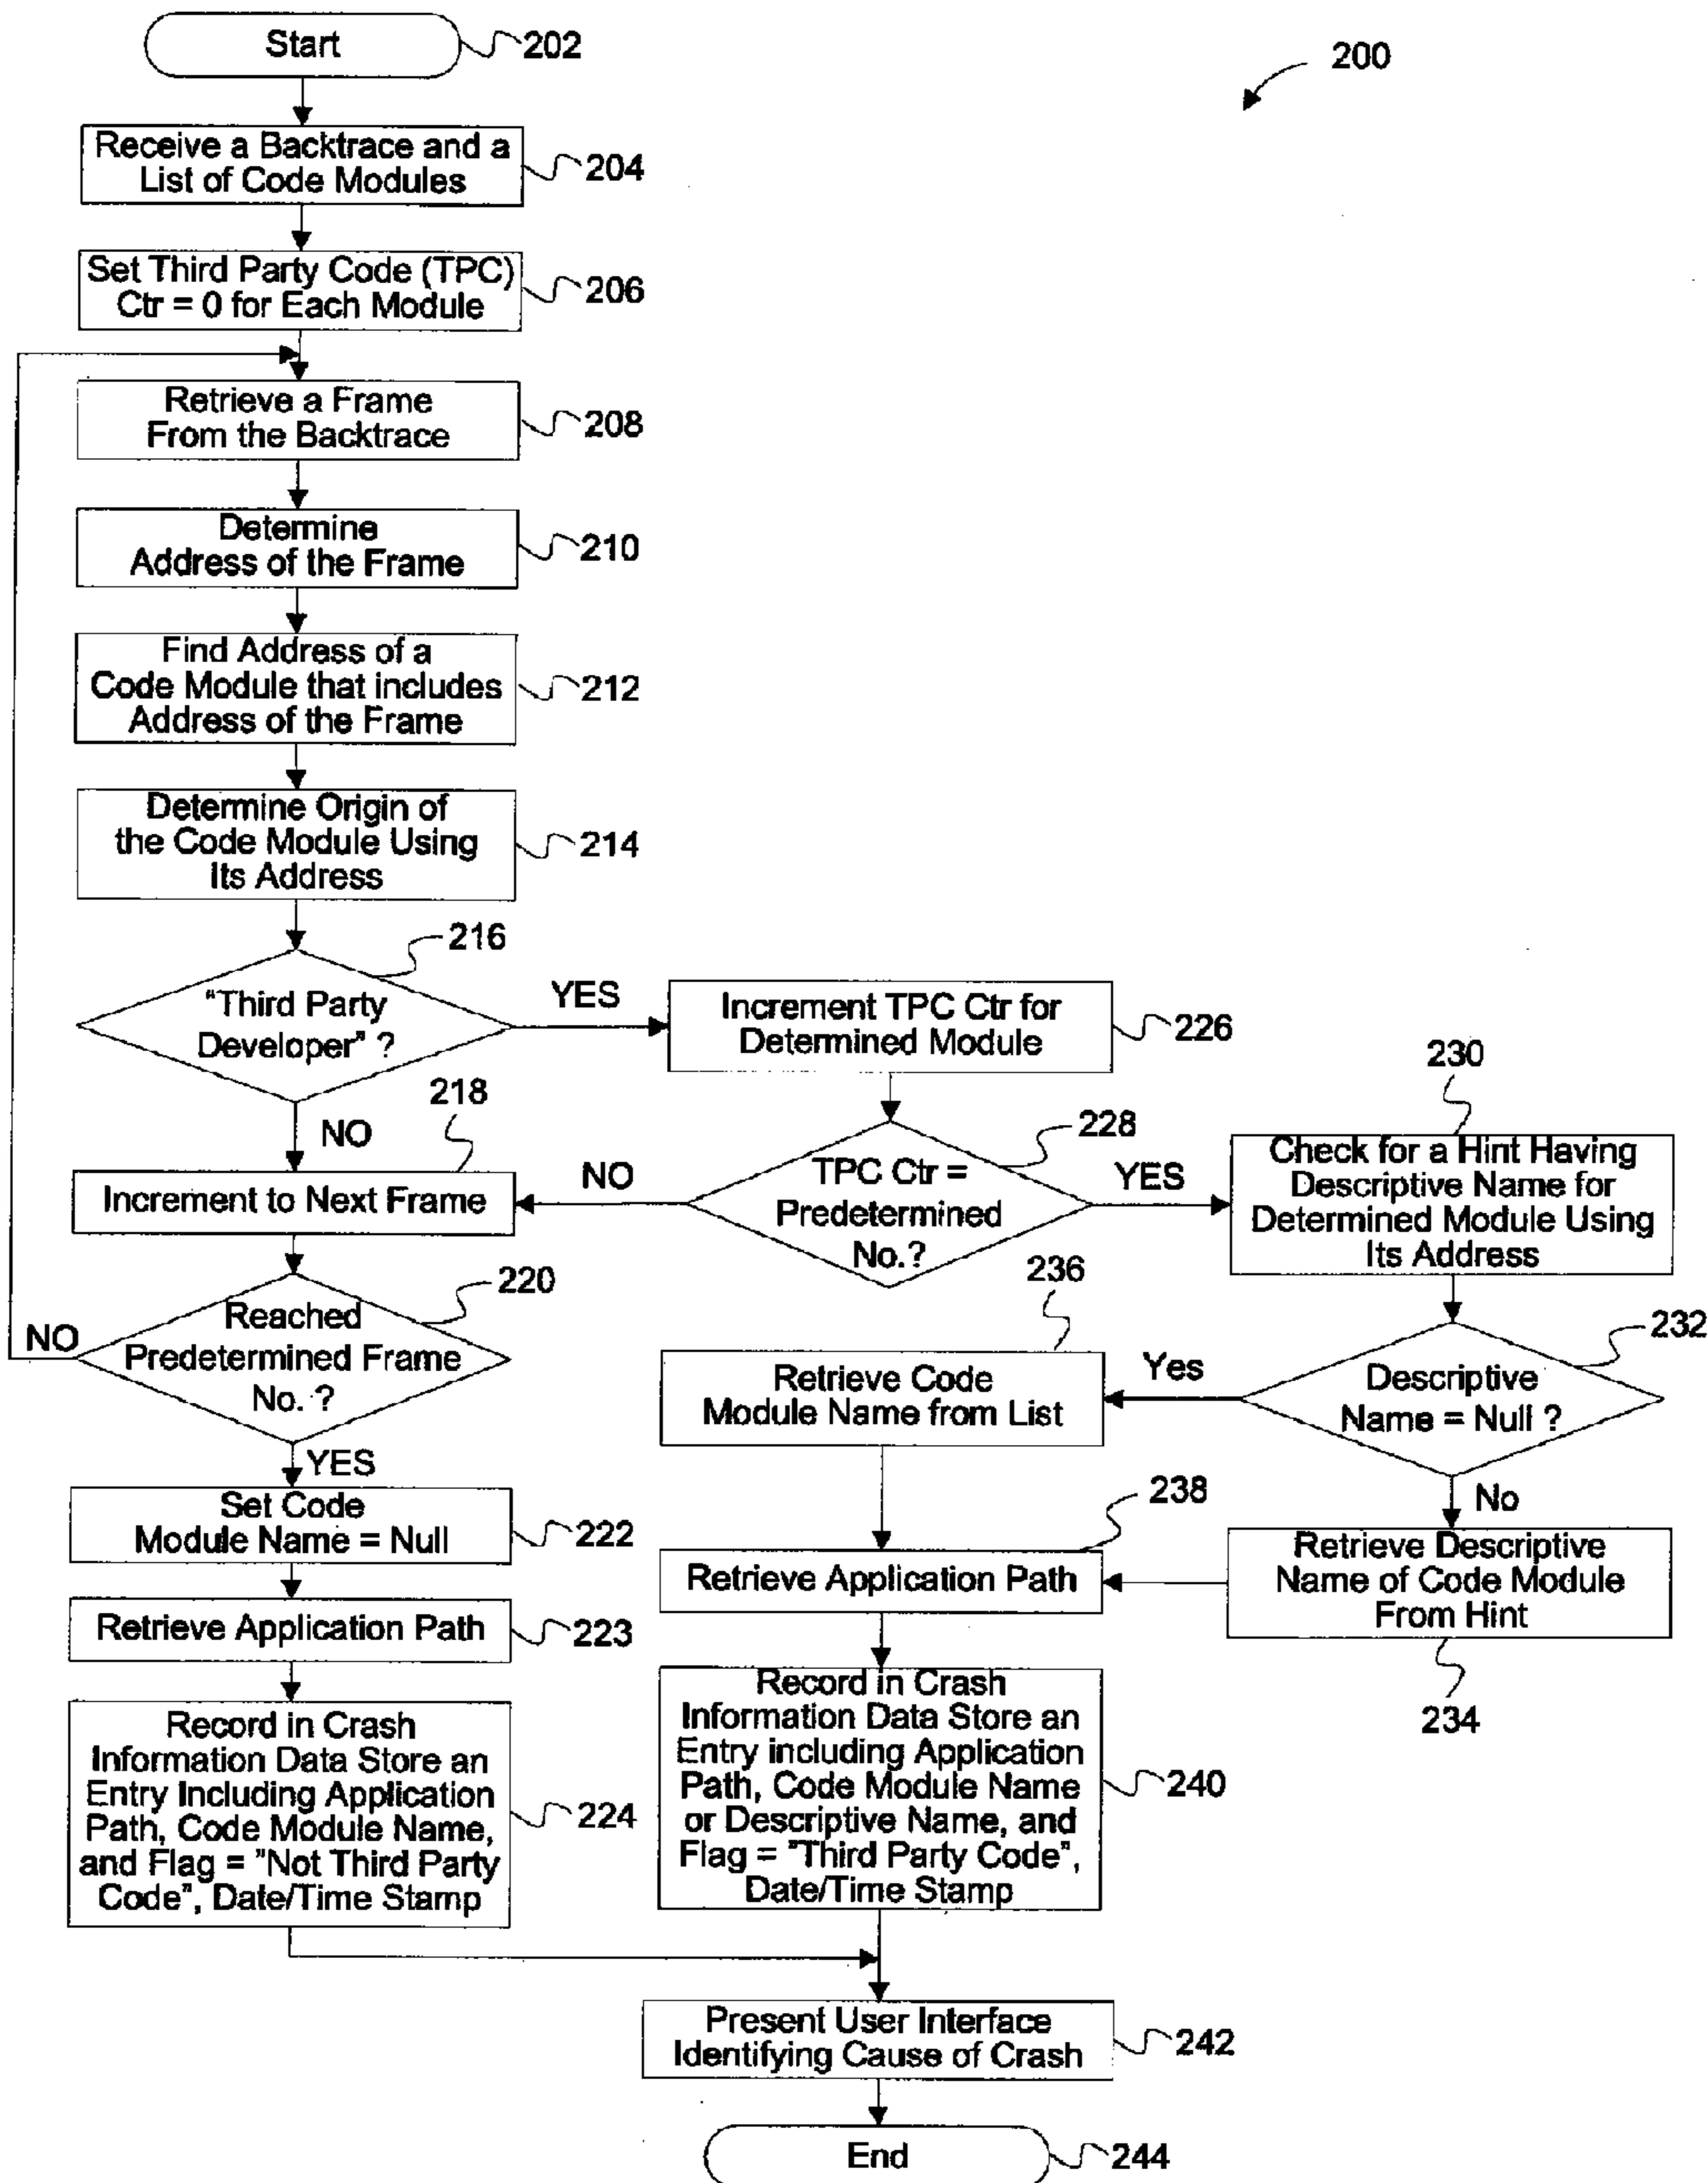 Start
202
200
Receive a Backtrace and a
List of Code Modules
204
Set Third Party Code (TPC)
Ctr = 0 for Each Module
206
Retrieve a Frame
From the Backtrace
208
Determine
Address of the Frame
210
Find Address of a
Code Module that includes
Address of the Frame
212
Determine Origin of
the Code Module Using
Its Address
214
216
"Third Party
Developer" ?
YES
NO
Increment TPC Ctr for
Determined Module
226
218
Increment to Next Frame
228
TPC Ctr =
Predetermined
No.?
NO
YES
230
Check for a Hint Having
Descriptive Name for
Determined Module Using
Its Address
220
Reached
Predetermined Frame
No. ?
NO
YES
232
Descriptive
Name = Null ?
Yes
No
236
Retrieve Code
Module Name from List
Set Code
Module Name = Null
222
238
Retrieve Application Path
Retrieve Descriptive
Name of Code Module
From Hint
234
Retrieve Application Path
223
Record in Crash
Information Data Store an
Entry Including Application
Path, Code Module Name,
and Flag = "Not Third Party
Code", Date/Time Stamp
224
Record in Crash
Information Data Store an
Entry including Application
Path, Code Module Name
or Descriptive Name, and
Flag = "Third Party Code",
Date/Time Stamp
240
Present User Interface
Identifying Cause of Crash
242
End
244